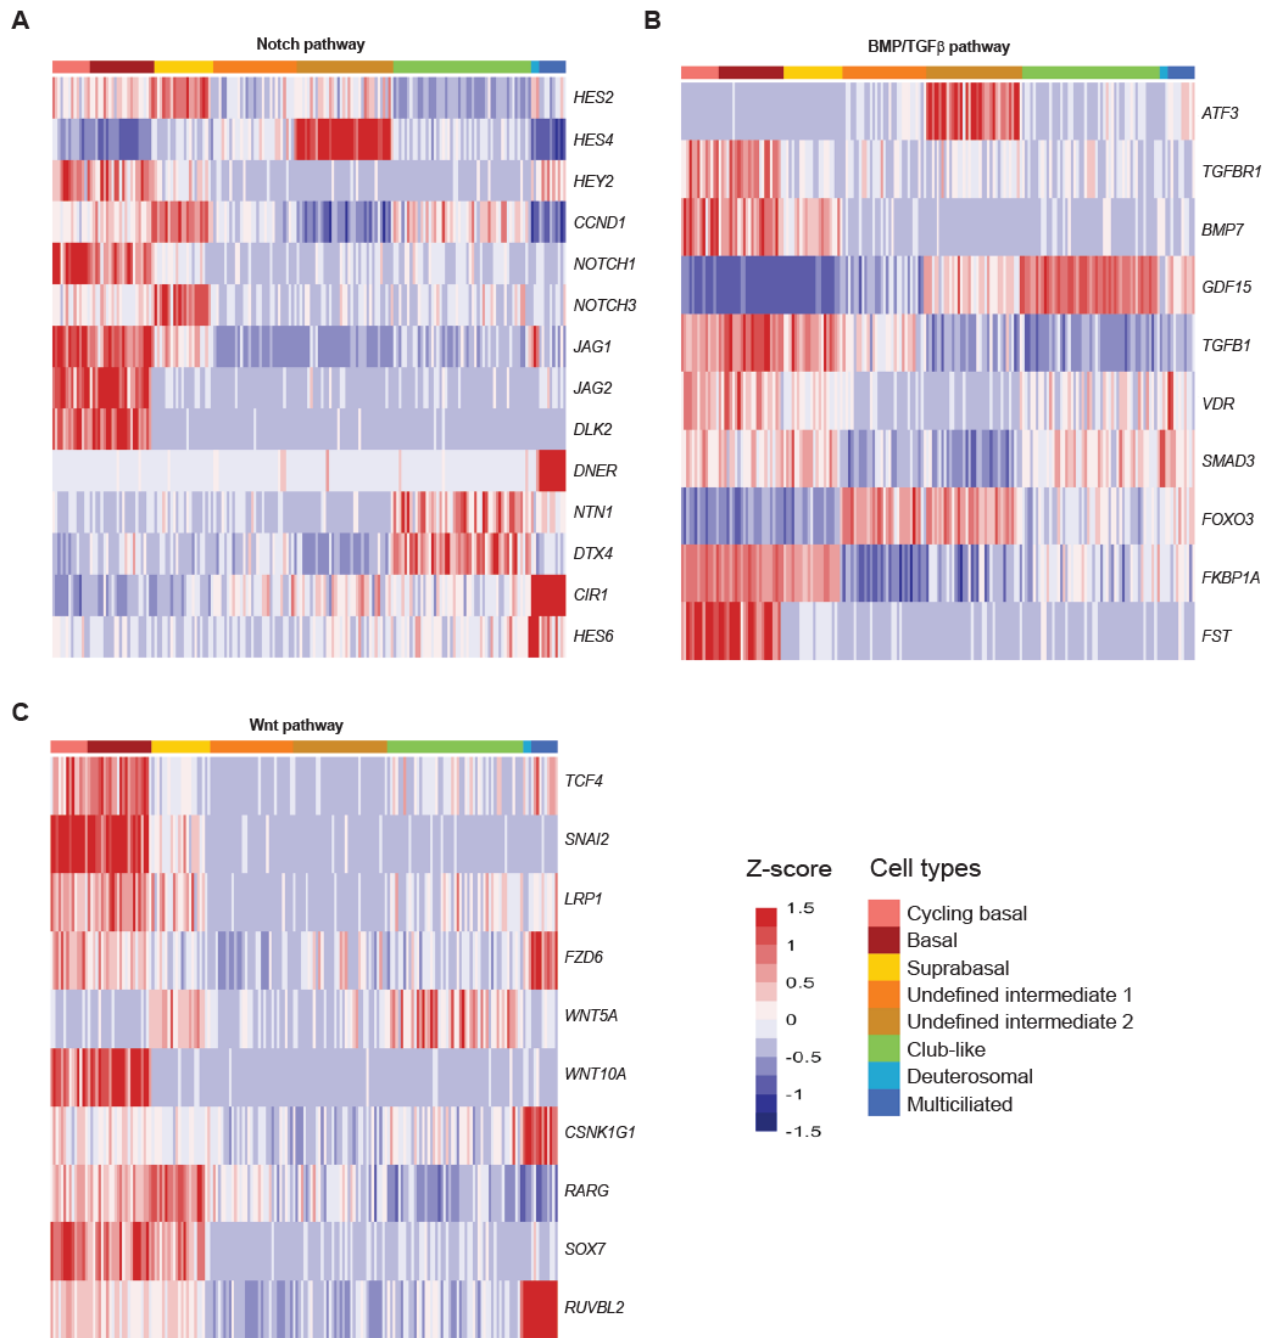 A
Notch pathway
HES2
HES4
HEY2
CCND1
NOTCH1
NOTCH3
JAG1
JAG2
DLK2
DNER
NTN1
DTX4
CIR1
HES6
B
BMP/TGFβ pathway
ATF3
TGFBR1
BMP7
GDF15
TGFB1
VDR
SMAD3
FOXO3
FKBP1A
FST
C
Wnt pathway
TCF4
SNAI2
LRP1
FZD6
WNT5A
WNT10A
CSNK1G1
RARG
SOX7
RUVBL2
Z-score
1.5
1
0.5
0
-0.5
-1
-1.5
Cell types
Cycling basal
Basal
Suprabasal
Undefined intermediate 1
Undefined intermediate 2
Club-like
Deuterosomal
Multiciliated